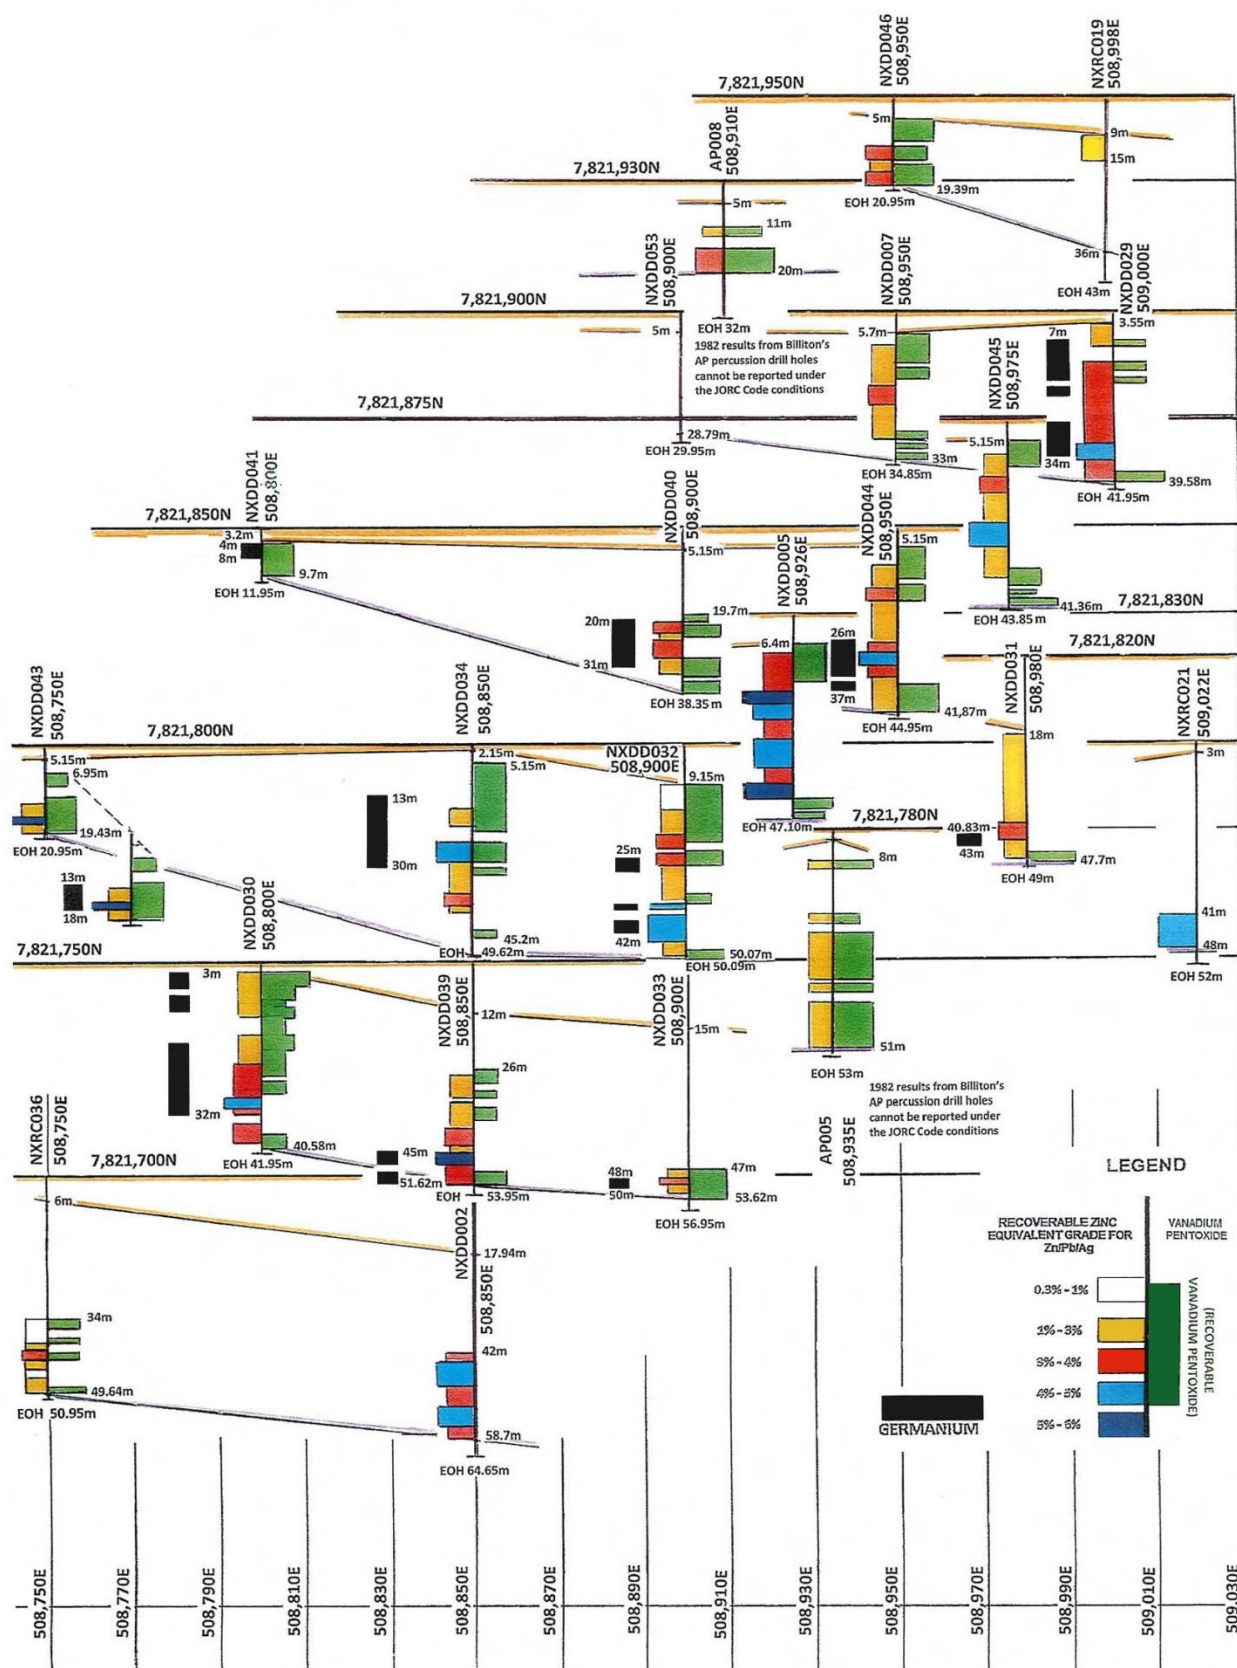 NXDD046
508,950E
NXRC019
508,998E
7,821,950N
5m
9m
15m
AP008
508,910E
7,821,930N
19.39m
EOH 20.95m
5m
11m
20m
36m
EOH 43m
NXDD053
508,900E
NXDD007
508,950E
NXDD029
509,000E
7,821,900N
5m
EOH 32m
1982 results from Billiton's
AP percussion drill holes
cannot be reported under
the JORC Code conditions
5.7m
7m
3.55m
NXDD045
508,975E
7,821,875N
28.79m
EOH 29.95m
33m
EOH 34.85m
5.15m
34m
39.58m
EOH 41.95m
NXDD041
508,800E
NXDD040
508,900E
NXDD044
508,950E
7,821,850N
3.2m
4m
8m
9.7m
EOH 11.95m
5.15m
5.15m
NXDD005
508,926E
41.36m
EOH 43.85 m
7,821,830N
19.7m
20m
31m
EOH 38.35 m
6.4m
26m
37m
41,87m
EOH 44.95m
7,821,820N
NXDD031
508,980E
NXRC021
509,022E
NXDD043
508,750E
NXDD034
508,850E
7,821,800N
5.15m
6.95m
2.15m
5.15m
NXDD032
508,900E
9.15m
18m
3m
13m
30m
19.43m
EOH 20.95m
25m
42m
EOH 47.10m
7,821,780N
8m
40.83m
43m
47.7m
EOH 49m
13m
18m
NXDD030
508,800E
45.2m
EOH 49.62m
50.07m
EOH 50.09m
41m
48m
EOH 52m
7,821,750N
3m
32m
40.58m
EOH 41.95m
NXDD039
508,850E
12m
26m
45m
51.62m
EOH 53.95m
NXDD033
508,900E
15m
48m
50m
47m
53.62m
EOH 56.95m
51m
EOH 53m
1982 results from Billiton's
AP percussion drill holes
cannot be reported under
the JORC Code conditions
AP005
508,935E
NXRC036
508,750E
7,821,700N
6m
34m
49.64m
EOH 50.95m
NXDD002
508,850E
17.94m
42m
58.7m
EOH 64.65m
LEGEND
RECOVERABLE ZINC
EQUIVALENT GRADE FOR
Zn/Pb/Ag
VANADIUM
PENTOXIDE
0.3% - 1%
1% - 3%
3% - 4%
4% - 5%
5% - 6%
(RECOVERABLE
VANADIUM PENTOXIDE)
GERMANIUM
508,750E
508,770E
508,790E
508,810E
508,830E
508,850E
508,870E
508,890E
508,910E
508,930E
508,950E
508,970E
508,990E
509,010E
509,030E